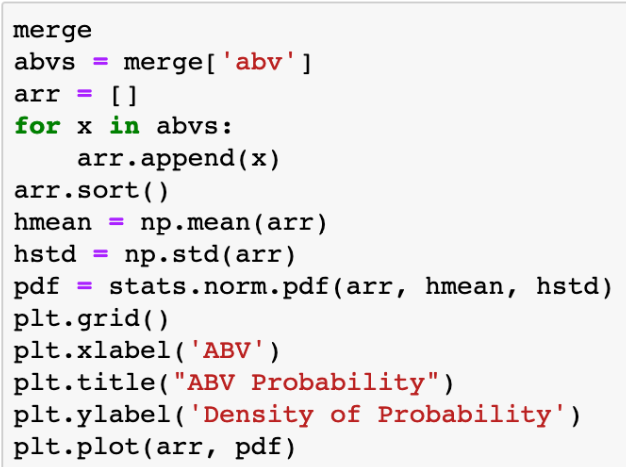 merge
abvs = merge['abv']
arr = []
for x in abvs:
    arr.append(x)
arr.sort()
hmean = np.mean(arr)
hstd = np.std(arr)
pdf = stats.norm.pdf(arr, hmean, hstd)
plt.grid()
plt.xlabel('ABV')
plt.title("ABV Probability")
plt.ylabel('Density of Probability')
plt.plot(arr, pdf)